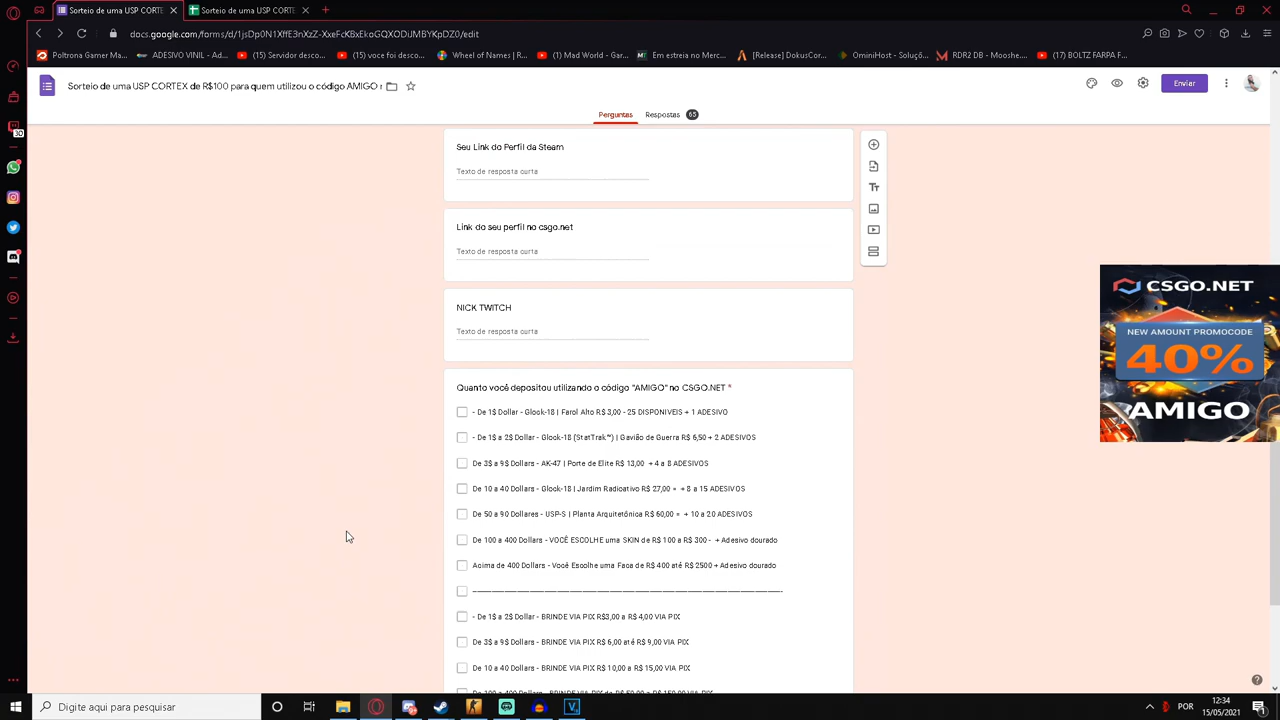 Sorteio de uma USP CORTE
Sorteio de uma USP CORTE
docs.google.com/forms/d/1jsDp0N1XffE3nXzZ-XxeFcKBxEkoGQXODUMBYKpDZ0/edit
Poltrona Gamer Ma...
ADESIVO VINIL - Ad...
(15) Servidor desco...
(15) voce foi desco...
Wheel of Names | R...
(1) Mad World - Gar...
Em estreia no Merc...
[Release] DokusCor...
OminiHost - Soluçõ...
RDR2 DB - Mooshe...
(17) BOLTZ FARPA F...
Sorteio de uma USP CORTEX de R$100 para quem utilizou o código AMIGO
Enviar
Perguntas
Respostas
65
Seu Link do Perfil da Steam
Texto de resposta curta
Link do seu perfil no csgo.net
Texto de resposta curta
NICK TWITCH
Texto de resposta curta
Quanto você depositou utilizando o código "AMIGO" no CSGO.NET *
- De 1$ Dollar - Glock-18 | Farol Alto R$ 3,00 - 25 DISPONIVEIS + 1 ADESIVO
- De 1$ a 2$ Dollar - Glock-18 (StatTrak™) | Gavião de Guerra R$ 6,50 + 2 ADESIVOS
De 3$ a 9$ Dollars - AK-47 | Porte de Elite R$ 13,00 + 4 a 8 ADESIVOS
De 10 a 40 Dollars - Glock-18 | Jardim Radioativo R$ 27,00 = + 8 a 15 ADESIVOS
De 50 a 90 Dollares - USP-S | Planta Arquitetônica R$ 60,00 = + 10 a 20 ADESIVOS
De 100 a 400 Dollars - VOCÊ ESCOLHE uma SKIN de R$ 100 a R$ 300 - + Adesivo dourado
Acima de 400 Dollars - Você Escolhe uma Faca de R$ 400 até R$ 2500 + Adesivo dourado
- De 1$ a 2$ Dollar - BRINDE VIA PIX R$3,00 a R$ 4,00 VIA PIX
De 3$ a 9$ Dollars - BRINDE VIA PIX R$ 6,00 até R$ 9,00 VIA PIX
De 10 a 40 Dollars - BRINDE VIA PIX R$ 10,00 a R$ 15,00 VIA PIX
CSGO.NET
NEW AMOUNT PROMOCODE
40%
AMIGO
30
Digite aqui para pesquisar
POR
12:34
15/05/2021
1